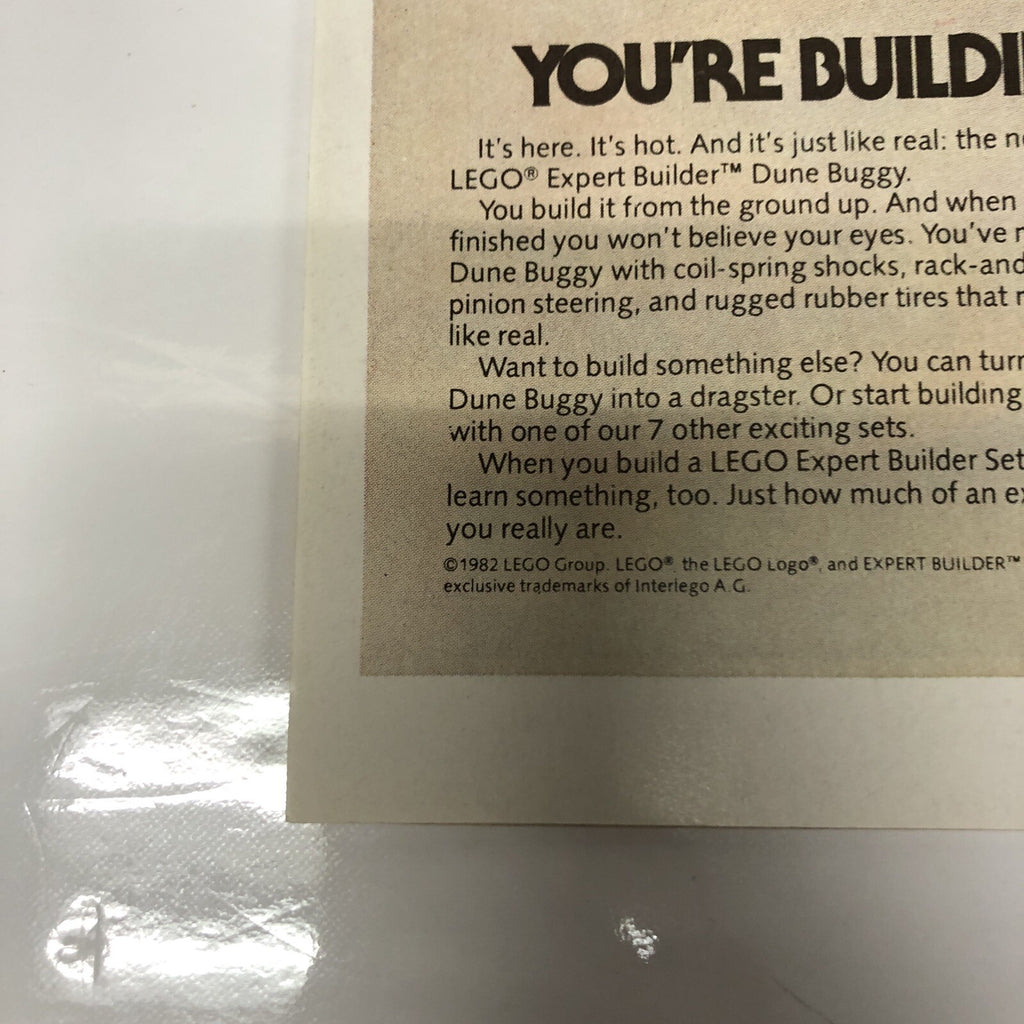 YOU'RE BUILDI
It's here. It's hot. And it's just like real: the
LEGO® Expert Builder™ Dune Buggy.
You build it from the ground up. And when
finished you won't believe your eyes. You've
Dune Buggy with coil-spring shocks, rack-and
pinion steering, and rugged rubber tires that
like real.
Want to build something else? You can turn
Dune Buggy into a dragster. Or start building
with one of our 7 other exciting sets.
When you build a LEGO Expert Builder Set
learn something, too. Just how much of an
you really are.
©1982 LEGO Group. LEGO®, the LEGO Logo®, and EXPERT BUILDER™
exclusive trademarks of Interlego A.G.